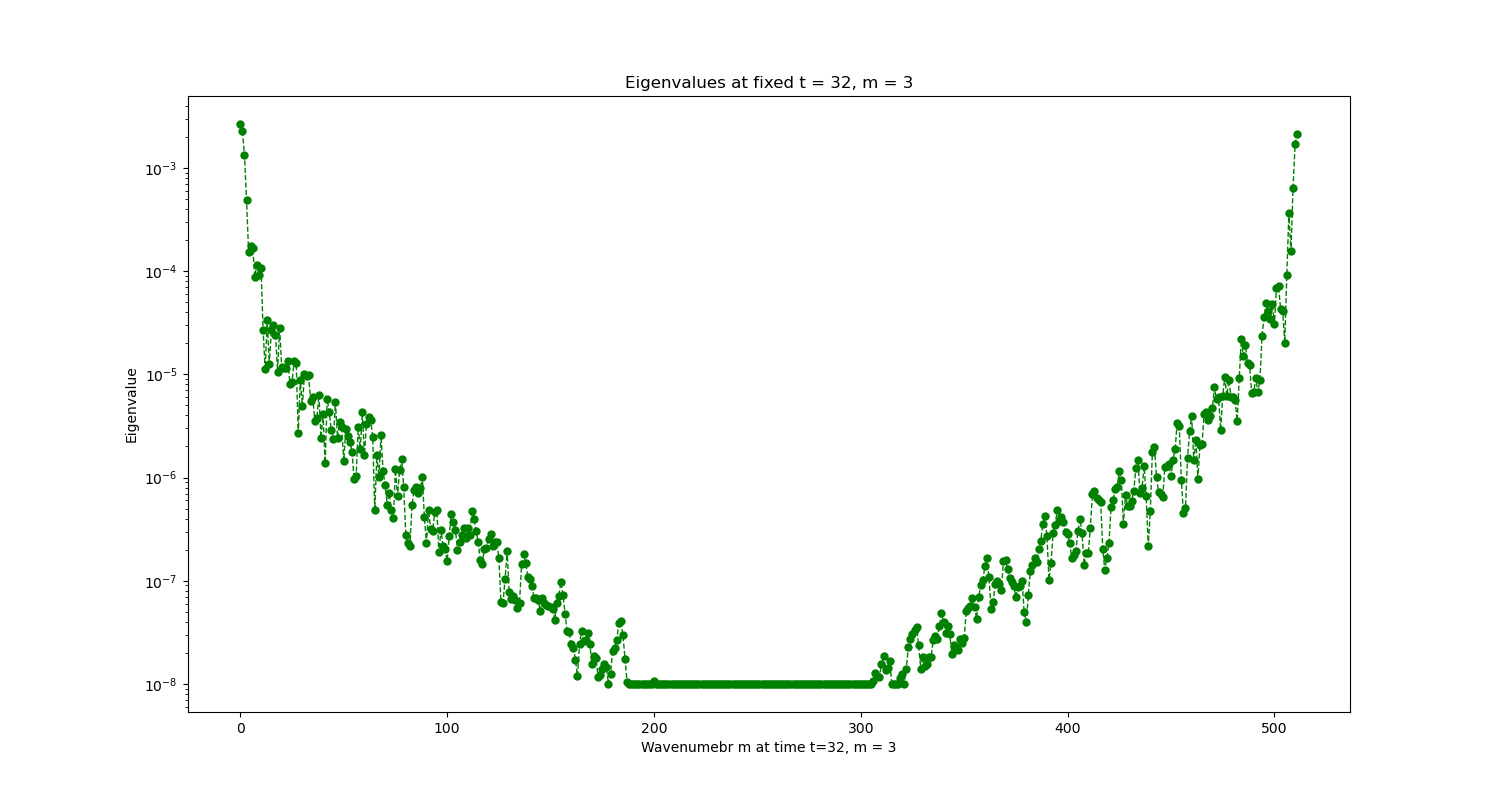 Eigenvalues at fixed t = 32, m = 3
Eigenvalue
10⁻³
10⁻⁴
10⁻⁵
10⁻⁶
10⁻⁷
10⁻⁸
0 100 200 300 400 500
Wavenumebr m at time t=32, m = 3